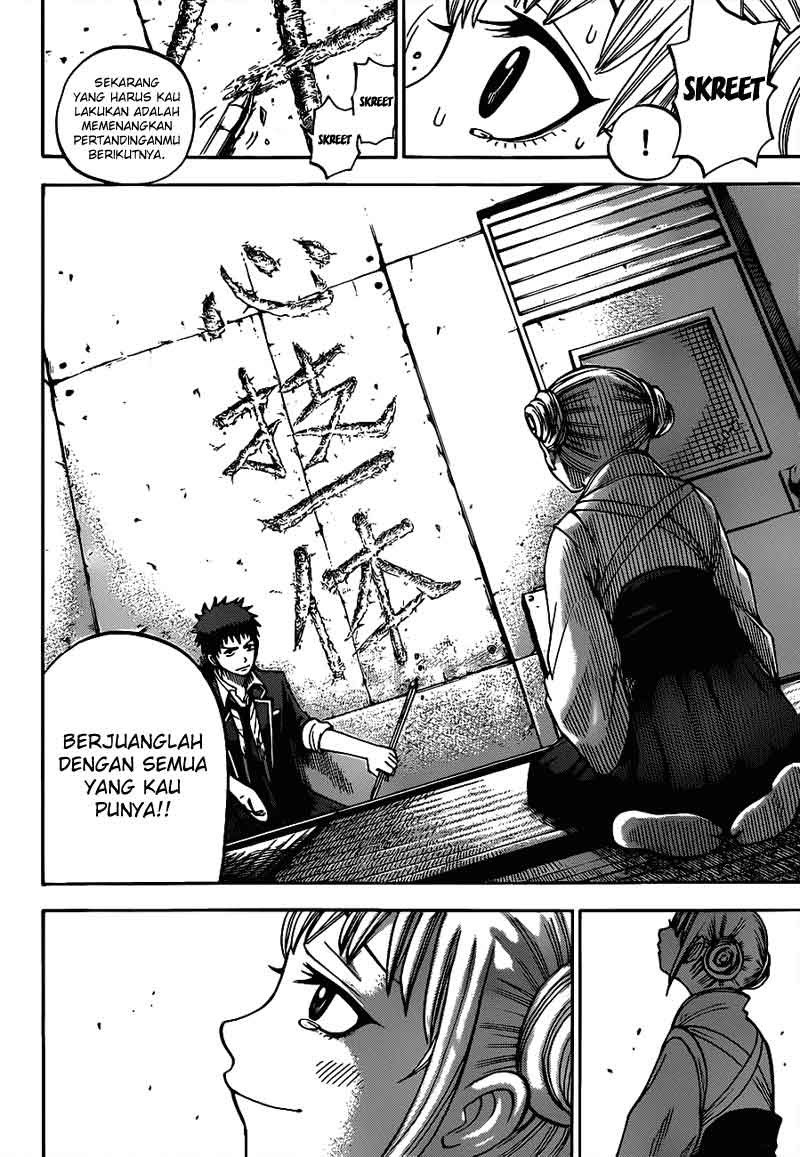 SKREET
!
SKREET
SKREET
SEKARANG
YANG HARUS KAU
LAKUKAN ADALAH
MEMENANGKAN
PERTANDINGANMU
BERIKUTNYA.
心
技
一
体
BERJUANGLAH
DENGAN SEMUA
YANG KAU
PUNYA!!